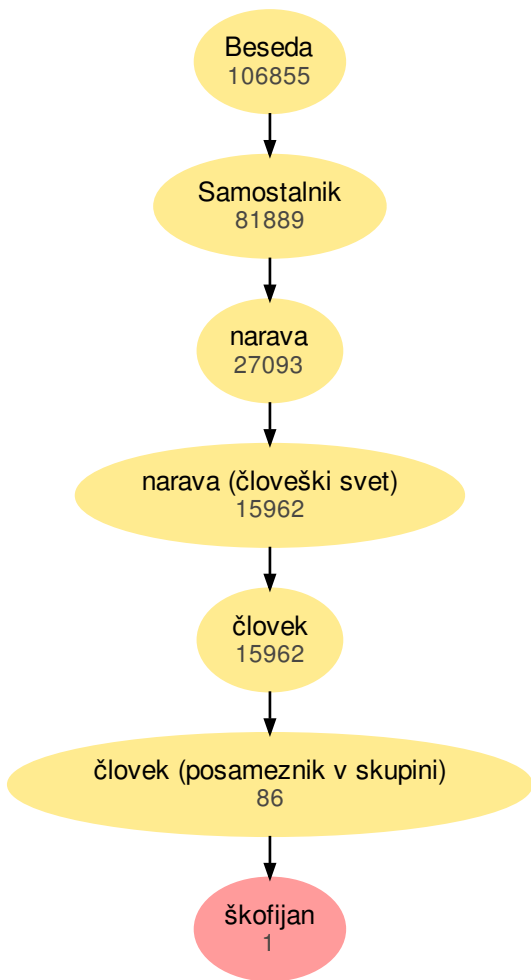 Beseda
106855
Samostalnik
81889
narava
27093
narava (človeški svet)
15962
človek
15962
človek (posameznik v skupini)
86
škofijan
1